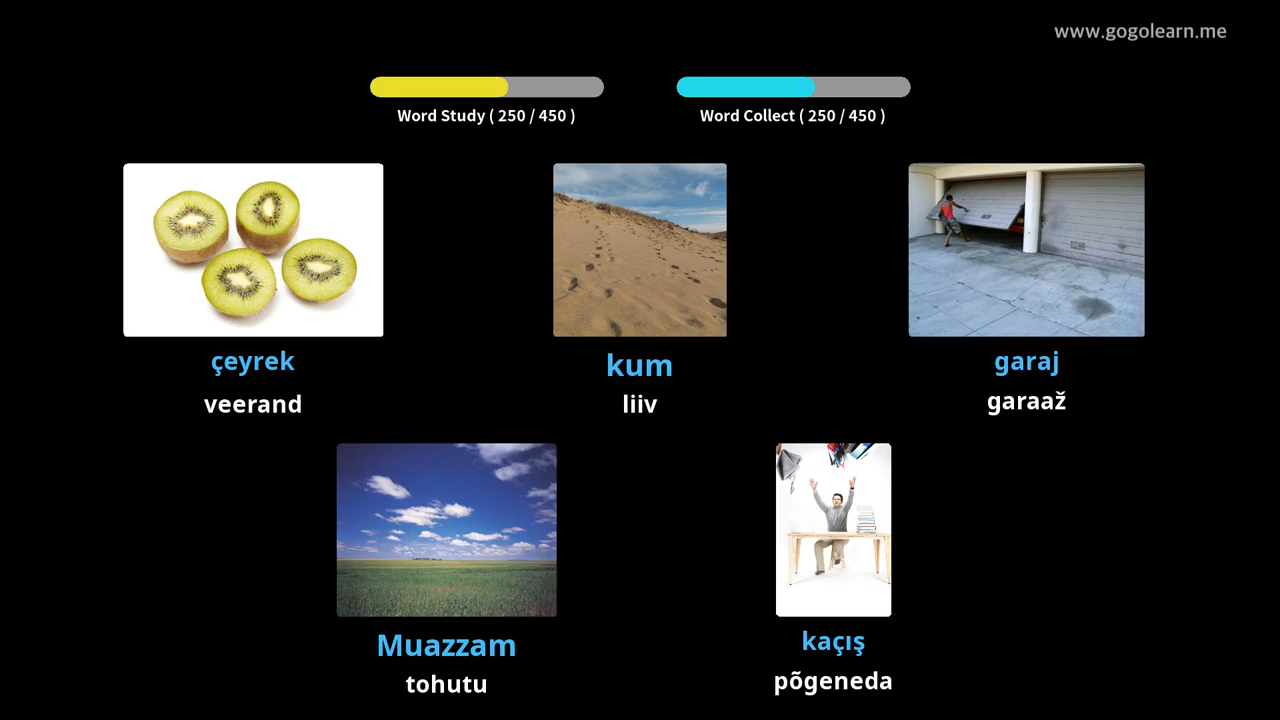 www.gogolearn.me
Word Study ( 250 / 450 )
Word Collect ( 250 / 450 )
çeyrek
veerand
kum
liiv
garaj
garaaž
Muazzam
tohutu
kaçış
põgeneda